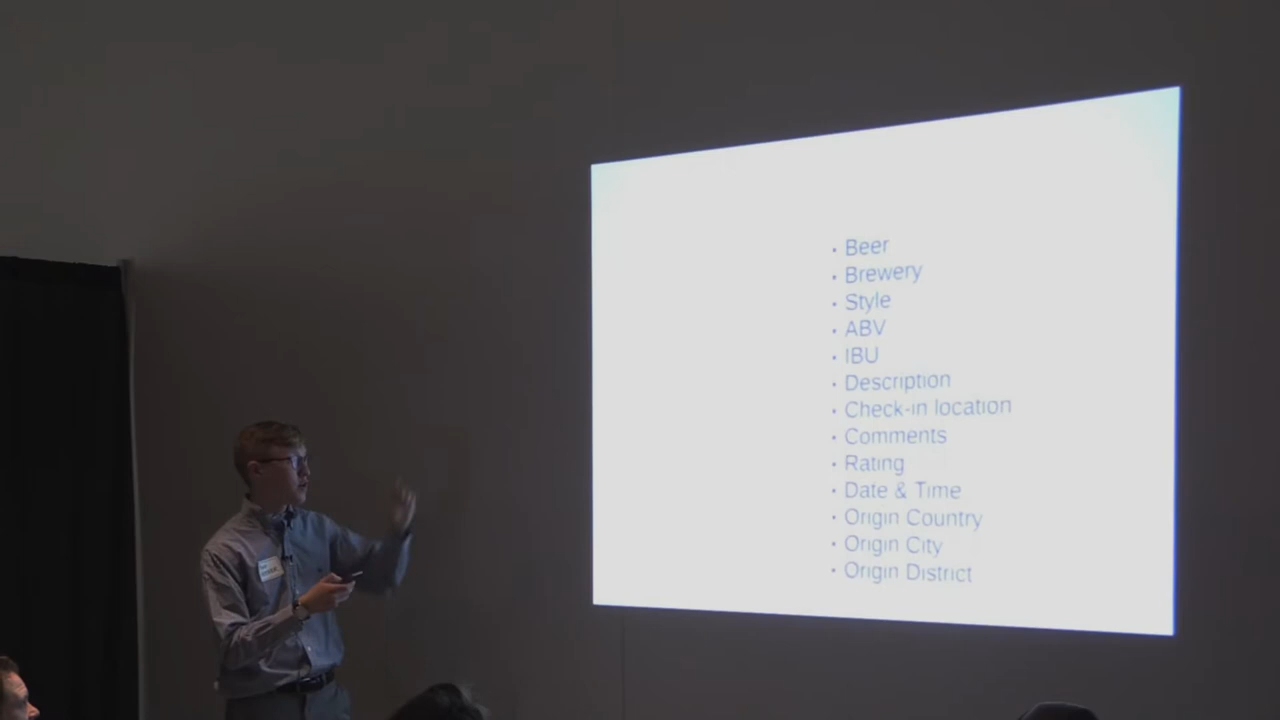 • Beer
• Brewery
• Style
• ABV
• IBU
• Description
• Check-in location
• Comments
• Rating
• Date & Time
• Origin Country
• Origin City
• Origin District